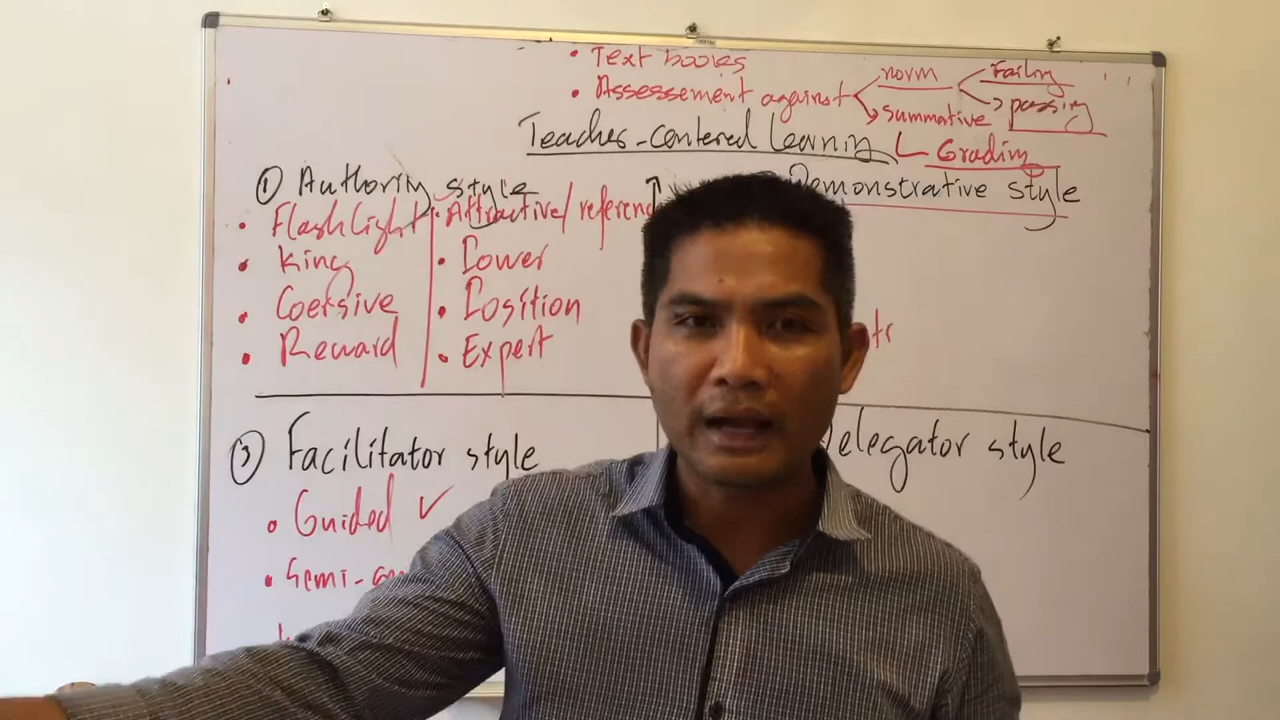 • Text books
• Assessement against norm Failing
summative passing
Teacher-centered Learning Grading
① Authority style Demonstrative style
• Flashlight • Attractive/referenc
• King • Power
• Coersive • Position
• Reward • Expert
③ Facilitator style Delegator style
• Guided ✓
• Semi-